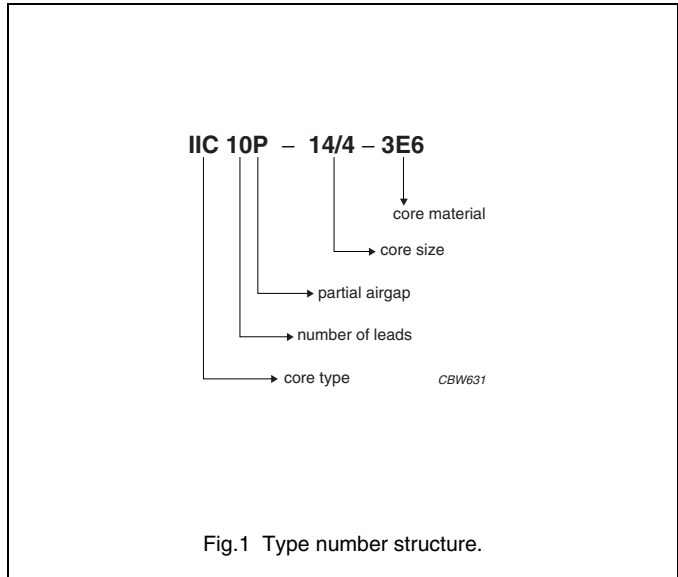 IIC 10P – 14/4 – 3E6
core material
core size
partial airgap
number of leads
core type
CBW631
Fig.1 Type number structure.